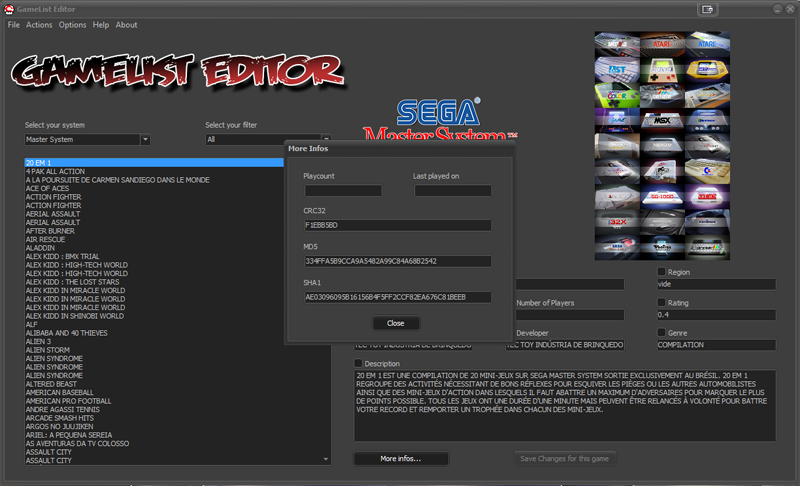 GameList Editor
File Actions Options Help About
GAMELIST EDITOR
SEGA
Master System
Select your system
Select your filter
Master System
All
20 EM 1
4 PAK ALL ACTION
A LA POURSUITE DE CARMEN SANDIEGO DANS LE MONDE
ACE OF ACES
ACTION FIGHTER
ACTION FIGHTER
AERIAL ASSAULT
AERIAL ASSAULT
AFTER BURNER
AIR RESCUE
ALADDIN
ALEX KIDD : BMX TRIAL
ALEX KIDD : HIGH-TECH WORLD
ALEX KIDD : HIGH-TECH WORLD
ALEX KIDD : THE LOST STARS
ALEX KIDD IN MIRACLE WORLD
ALEX KIDD IN MIRACLE WORLD
ALEX KIDD IN MIRACLE WORLD
ALEX KIDD IN SHINOBI WORLD
ALF
ALIBABA AND 40 THIEVES
ALIEN 3
ALIEN STORM
ALIEN SYNDROME
ALIEN SYNDROME
ALIEN SYNDROME
ALTERED BEAST
AMERICAN BASEBALL
AMERICAN PRO FOOTBALL
ANDRE AGASSI TENNIS
ARCADE SMASH HITS
ARGOS NO JUUJIKEN
ARIEL: A PEQUENA SEREIA
AS AVENTURAS DA TV COLOSSO
ASSAULT CITY
ASSAULT CITY
More Infos
Playcount
Last played on
CRC32
F1EBB5BD
MD5
334FFA5B9CCA9A5482A99C84A68B2542
SHA1
AE03096095B16156B4F5FF2CCF82EA676C81BEEB
Close
Region
vide
Number of Players
Rating
0.4
Developer
Genre
TEC TOY INDÚSTRIA DE BRINQUEDO
TEC TOY INDÚSTRIA DE BRINQUEDO
COMPILATION
Description
20 EM 1 EST UNE COMPILATION DE 20 MINI-JEUX SUR SEGA MASTER SYSTEM SORTIE EXCLUSIVEMENT AU BRÉSIL. 20 EM 1
REGROUPE DES ACTIVITÉS NÉCESSITANT DE BONS RÉFLEXES POUR ESQUIVER LES PIÈGES OU LES AUTRES AUTOMOBILISTES
AINSI QUE DES MINI-JEUX D'ACTION DANS LESQUELS IL FAUT ABATTRE UN MAXIMUM D'ADVERSAIRES POUR MARQUER LE PLUS
DE POINTS POSSIBLE. TOUS LES JEUX ONT UNE DURÉE D'UNE MINUTE MAIS PEUVENT ÊTRE RELANCÉS À VOLONTÉ POUR BATTRE
VOTRE RECORD ET REMPORTER UN TROPHÉE DANS CHACUN DES MINI-JEUX.
More infos...
Save Changes for this game
ATARI
ATARI
AST
COLOR
MSX
SG-1000
32X
SEGA